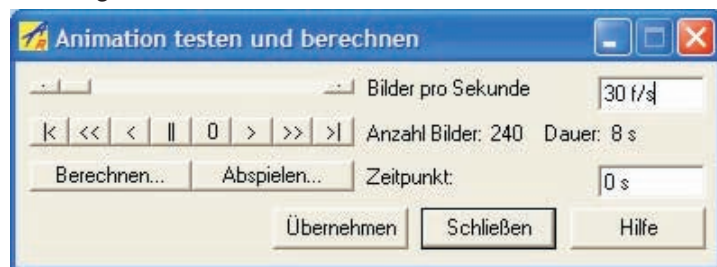 Animation testen und berechnen
Bilder pro Sekunde 30 f/s
|< << < || 0 > >> >| Anzahl Bilder: 240 Dauer: 8 s
Berechnen... Abspielen... Zeitpunkt: 0 s
Übernehmen Schließen Hilfe